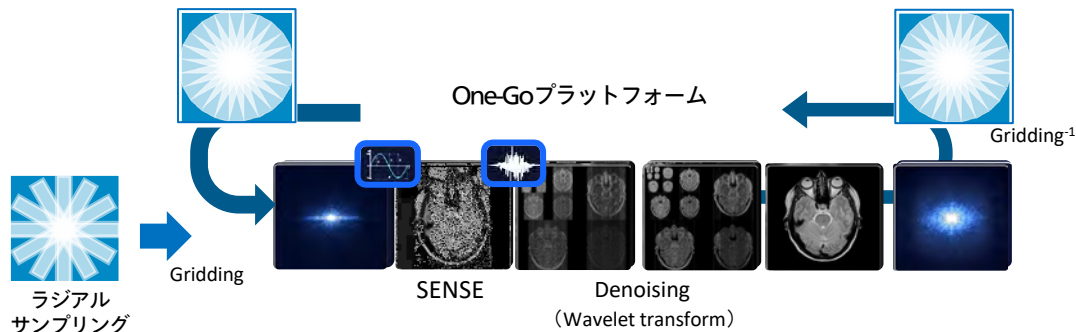 One-Goプラットフォーム
Gridding-1
Gridding
ラジアル
サンプリング
SENSE
Denoising
（Wavelet transform）